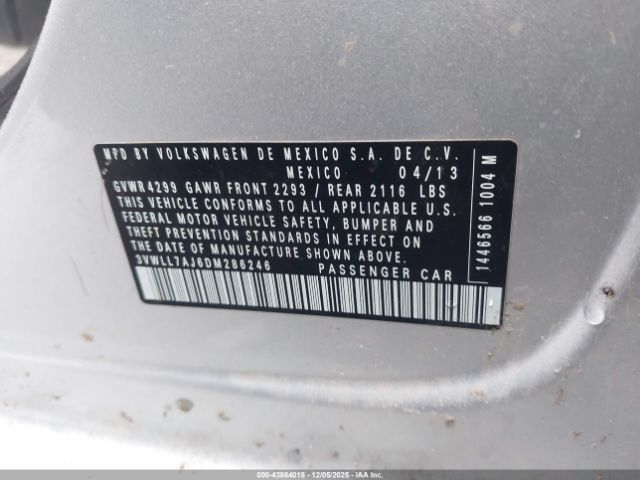 MFD BY VOLKSWAGEN DE MEXICO S.A. DE C.V.
MEXICO 04/13
GVWR 4299 GAWR FRONT 2293 / REAR 2116 LBS
THIS VEHICLE CONFORMS TO ALL APPLICABLE U.S.
FEDERAL MOTOR VEHICLE SAFETY, BUMPER AND
THEFT PREVENTION STANDARDS IN EFFECT ON
THE DATE OF MANUFACTURE SHOWN ABOVE.
3VWLL7AJ6DM286246 PASSENGER CAR
1446566 1004 M
000-43864018 - 12/05/2025 - IAAI.COM